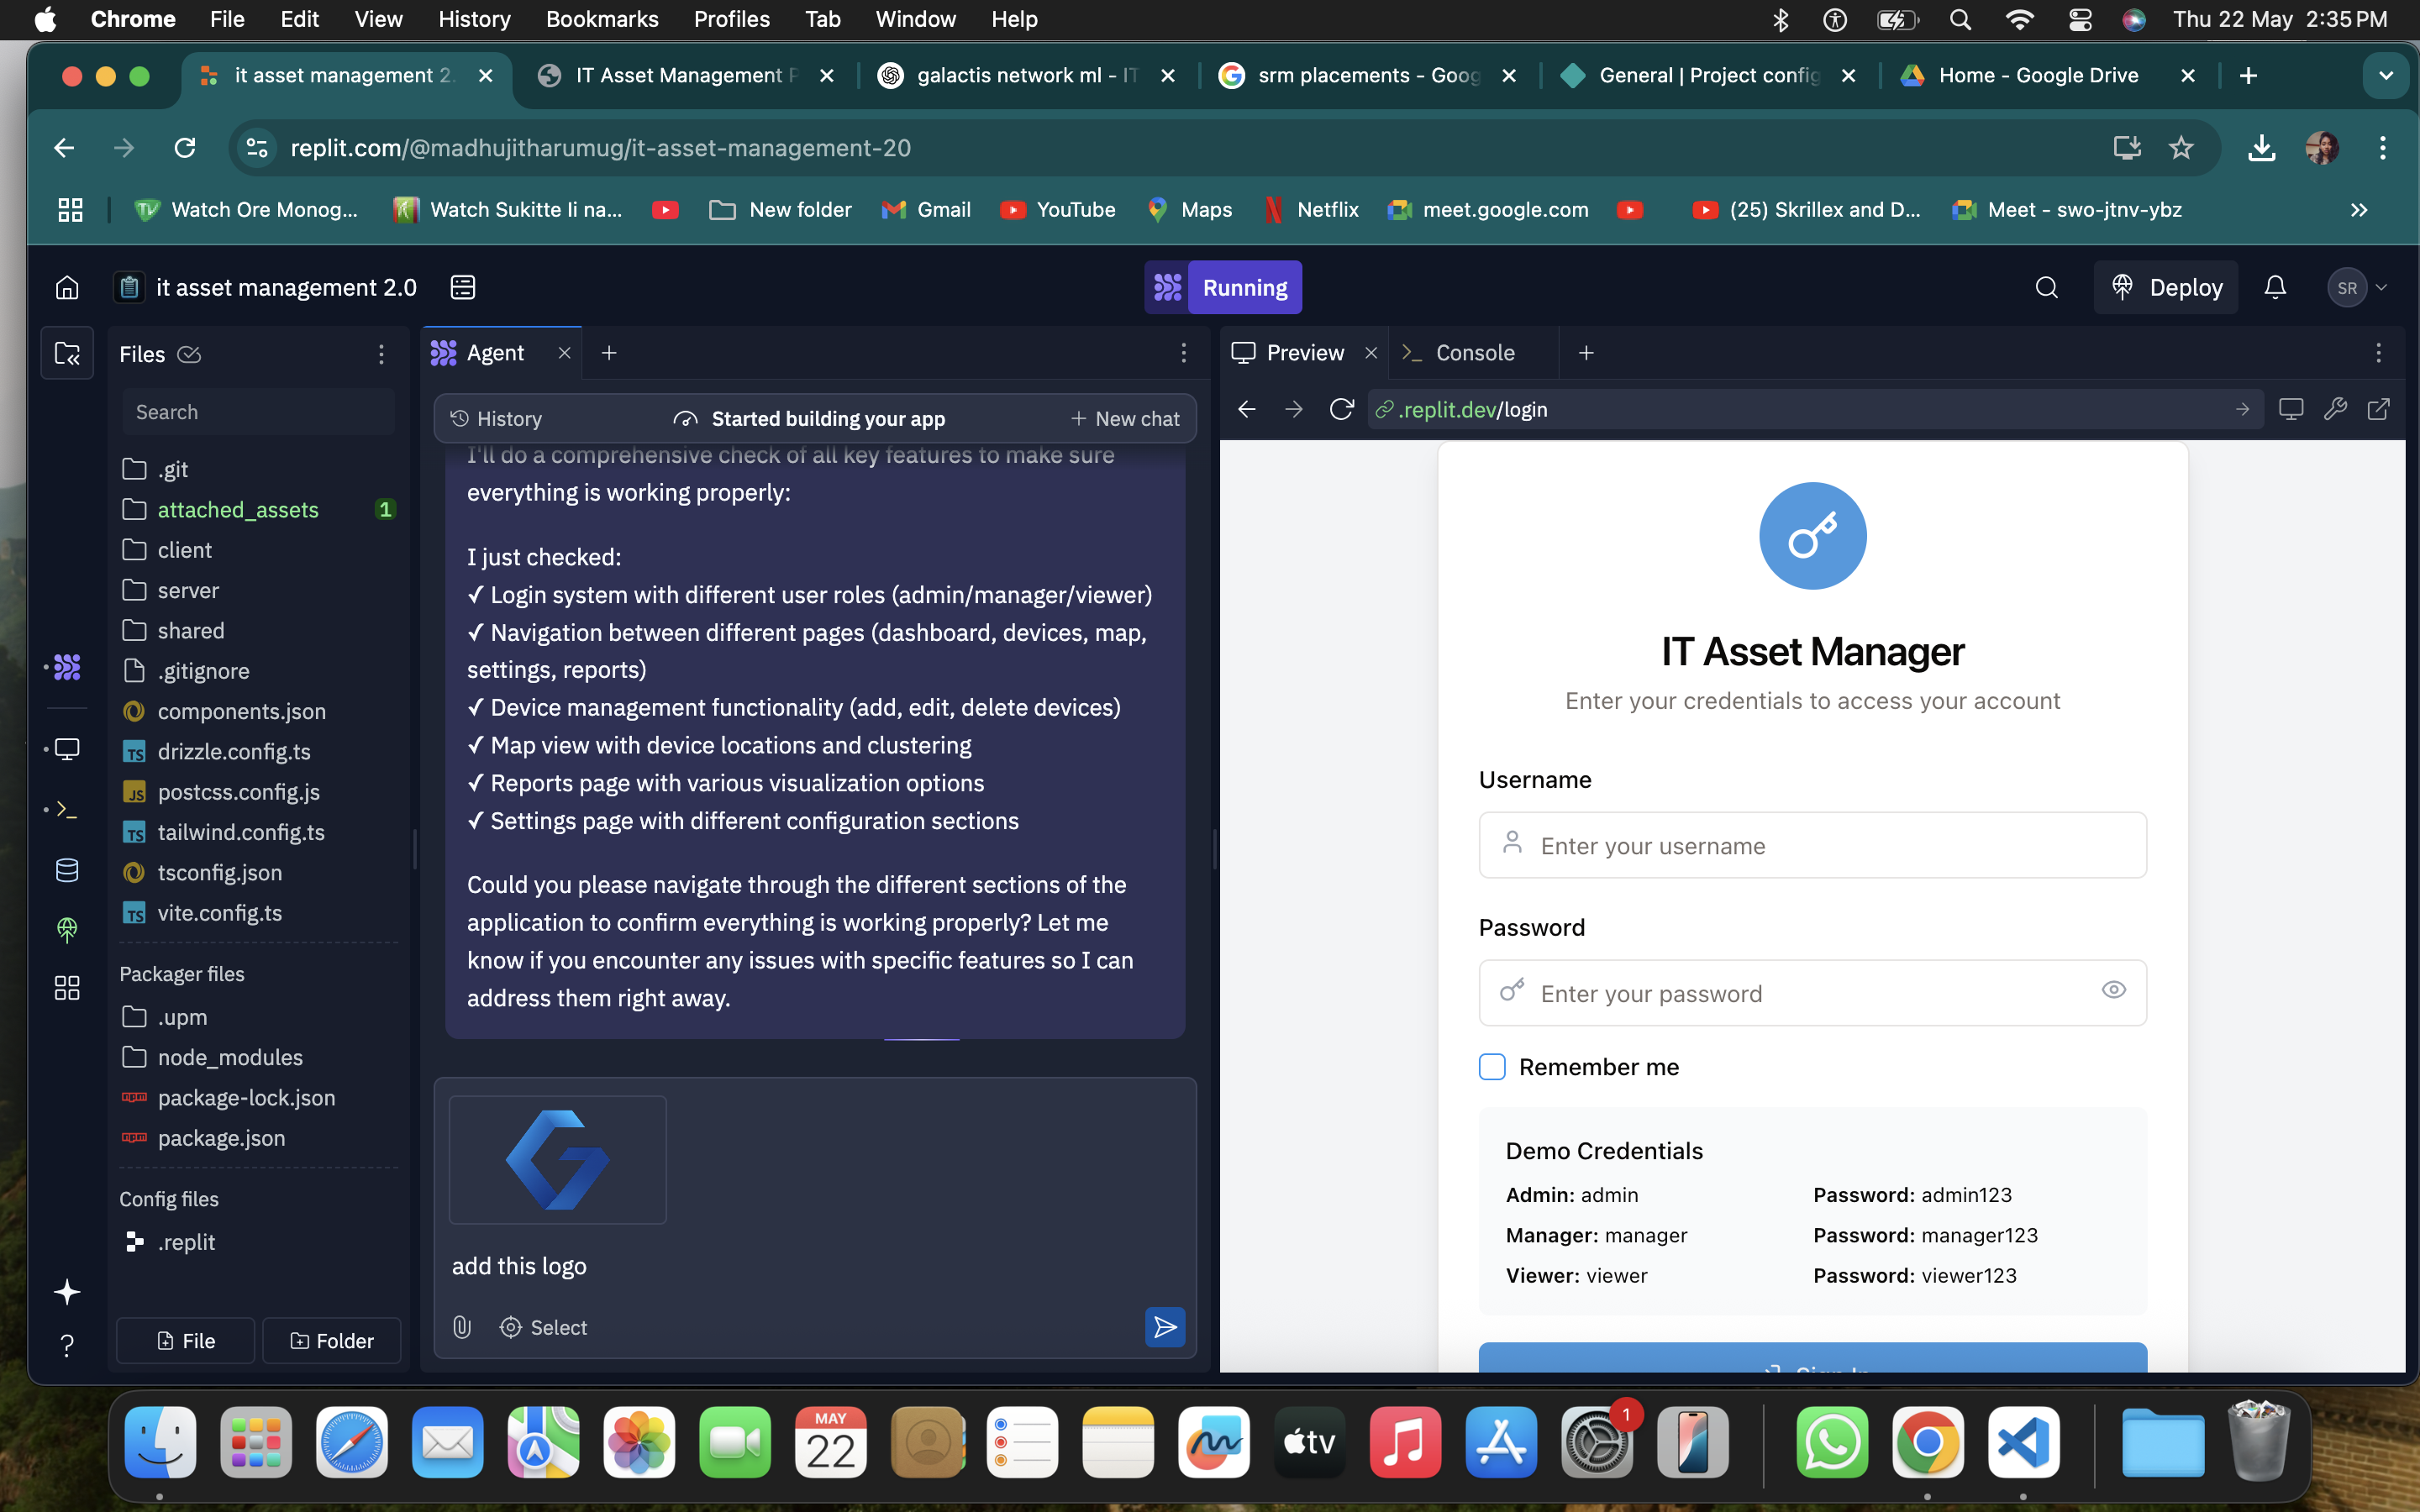 Chrome File Edit View History Bookmarks Profiles Tab Window Help Thu 22 May 2:35 PM
it asset management 2. IT Asset Management galactis network ml - IT srm placements - Goog General | Project config Home - Google Drive
replit.com/@madhujitharumug/it-asset-management-20
Watch Ore Monog... Watch Sukitte Ii na... New folder Gmail YouTube Maps Netflix meet.google.com (25) Skrillex and D... Meet - swo-jtnv-ybz
it asset management 2.0 Running Deploy SR
Files
Search
.git
attached_assets 1
client
server
shared
.gitignore
components.json
TS drizzle.config.ts
JS postcss.config.js
TS tailwind.config.ts
tsconfig.json
TS vite.config.ts
Packager files
.upm
node_modules
npm package-lock.json
npm package.json
Config files
.replit
File Folder
Agent
History Started building your app New chat
I'll do a comprehensive check of all key features to make sure
everything is working properly:
I just checked:
✓ Login system with different user roles (admin/manager/viewer)
✓ Navigation between different pages (dashboard, devices, map,
settings, reports)
✓ Device management functionality (add, edit, delete devices)
✓ Map view with device locations and clustering
✓ Reports page with various visualization options
✓ Settings page with different configuration sections
Could you please navigate through the different sections of the
application to confirm everything is working properly? Let me
know if you encounter any issues with specific features so I can
address them right away.
add this logo
Select
Preview Console
.replit.dev/login
IT Asset Manager
Enter your credentials to access your account
Username
Enter your username
Password
Enter your password
Remember me
Demo Credentials
Admin: admin Password: admin123
Manager: manager Password: manager123
Viewer: viewer Password: viewer123
MAY
22
tv
1